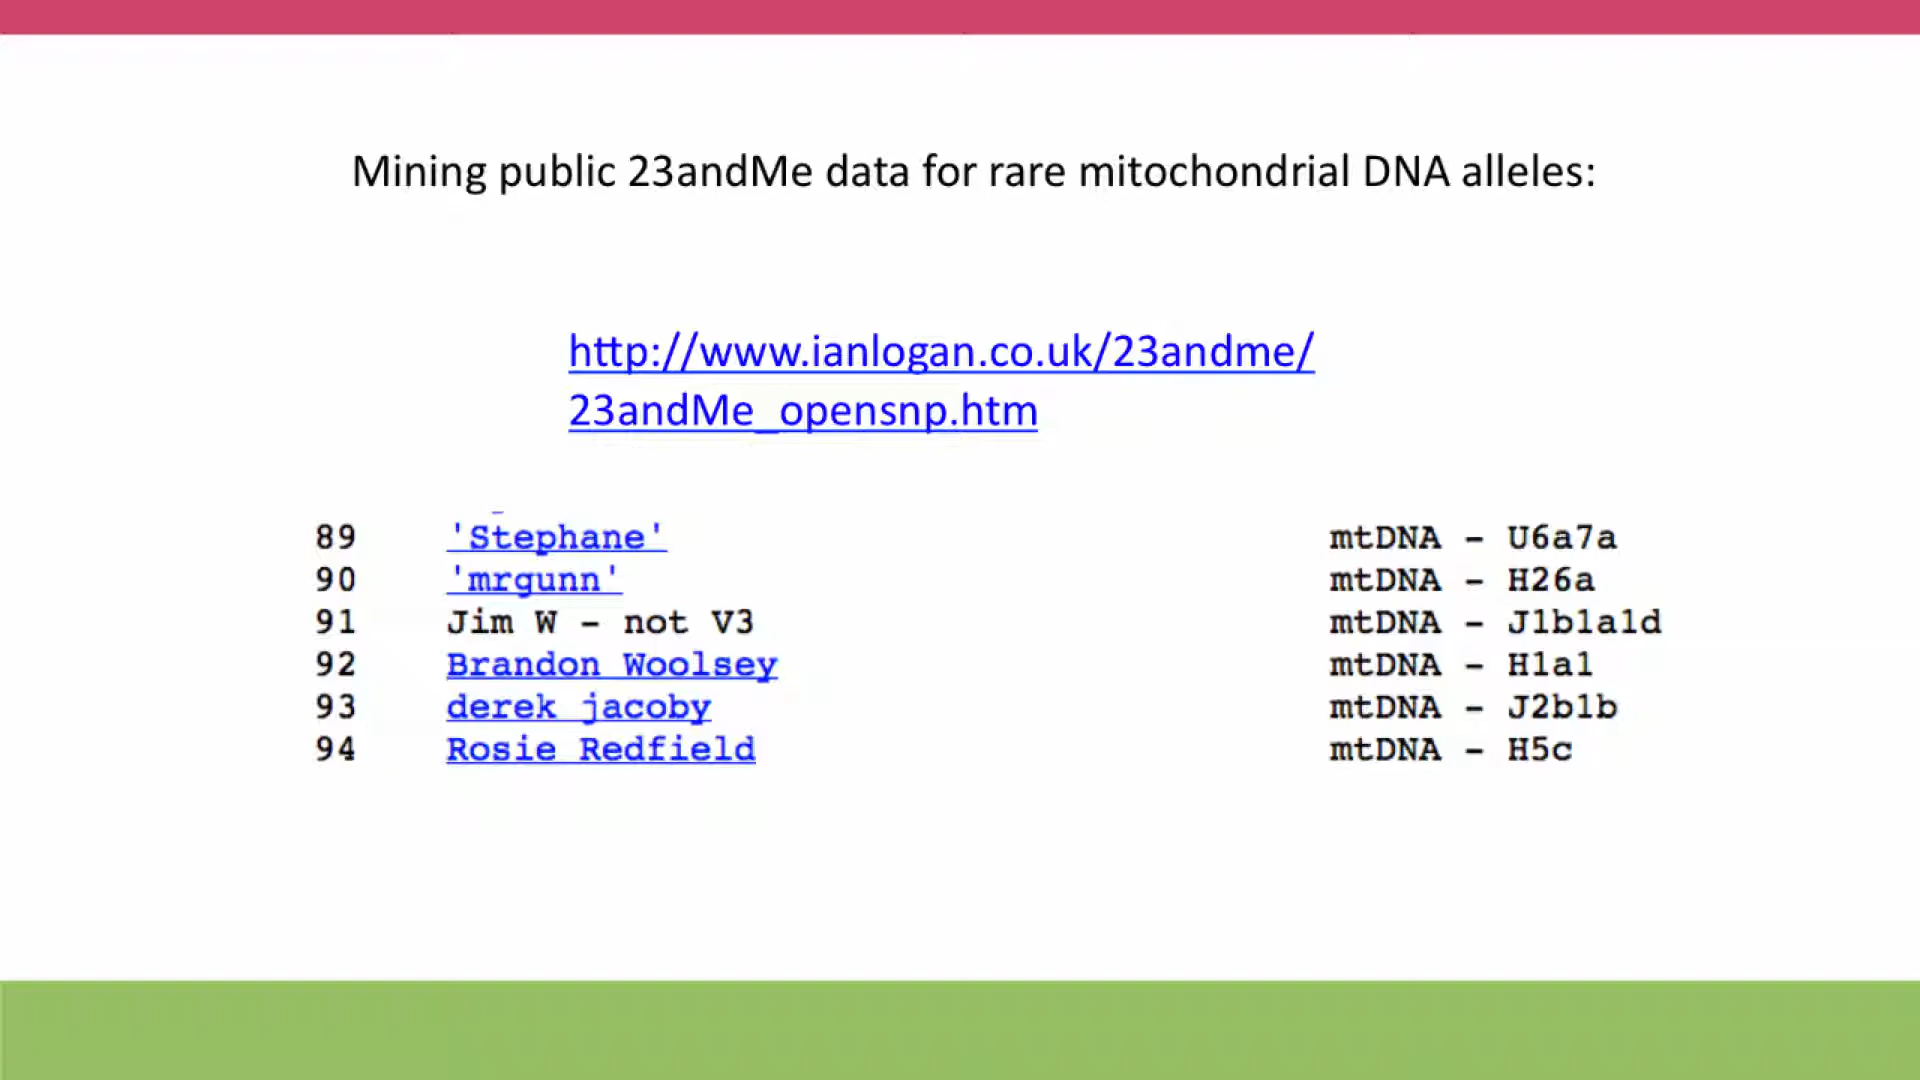 Mining public 23andMe data for rare mitochondrial DNA alleles:
http://www.ianlogan.co.uk/23andme/
23andMe_opensnp.htm
89 'Stephane' mtDNA - U6a7a
90 'mrgunn' mtDNA - H26a
91 Jim W - not V3 mtDNA - J1b1a1d
92 Brandon Woolsey mtDNA - H1a1
93 derek jacoby mtDNA - J2b1b
94 Rosie Redfield mtDNA - H5c